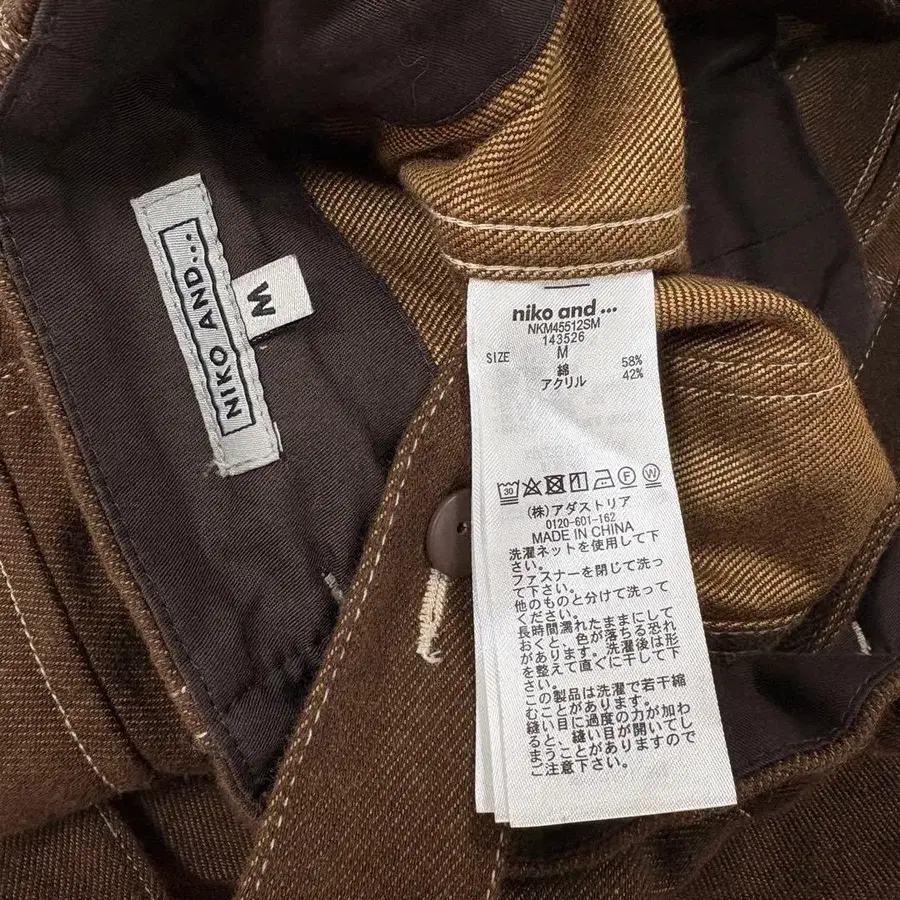 NIKO AND...
M
niko and ...
NKM45512SM
143526
SIZE M
綿 58%
アクリル 42%
30 F W
(株)アダストリア
0120-601-162
MADE IN CHINA
洗濯ネットを使用して下
さい。
ファスナーを閉じて洗っ
て下さい。
他のものと分けて洗って
ください。
長時間濡れたままにして
おくと、色が落ちる恐れ
があります。洗濯後は形
を整えて直ぐに干して下
さい。
この製品は洗濯で若干縮
むことがあります。
縫い目に過度の力が加わ
ると、縫い目が開いてし
まうことがありますので
ご注意下さい。